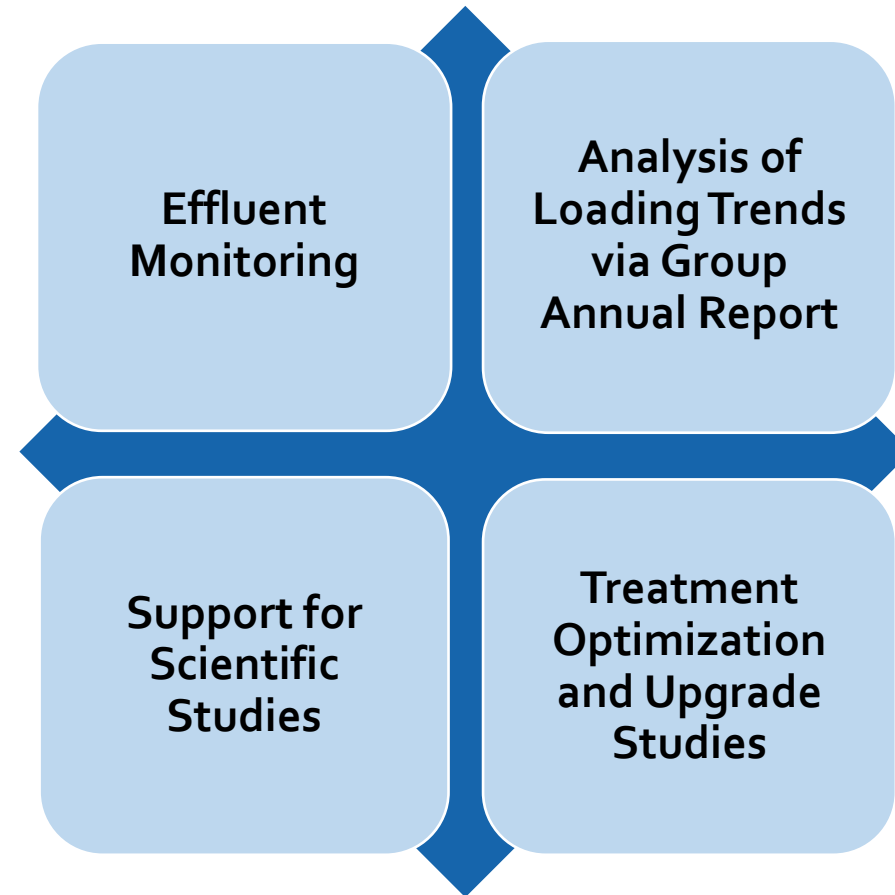 Effluent
Monitoring
Analysis of
Loading Trends
via Group
Annual Report
Support for
Scientific
Studies
Treatment
Optimization
and Upgrade
Studies